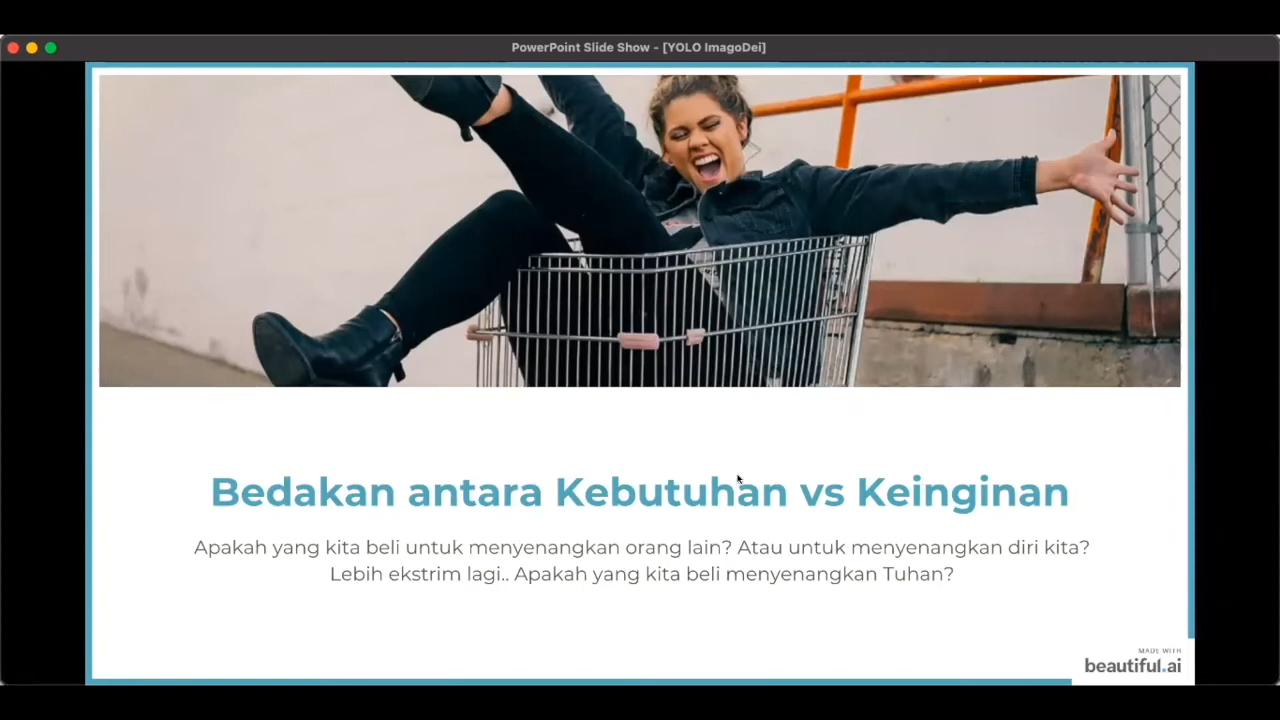 PowerPoint Slide Show - [YOLO ImagoDei]
Bedakan antara Kebutuhan vs Keinginan
Apakah yang kita beli untuk menyenangkan orang lain? Atau untuk menyenangkan diri kita?
Lebih ekstrim lagi.. Apakah yang kita beli menyenangkan Tuhan?
MADE WITH
beautiful.ai